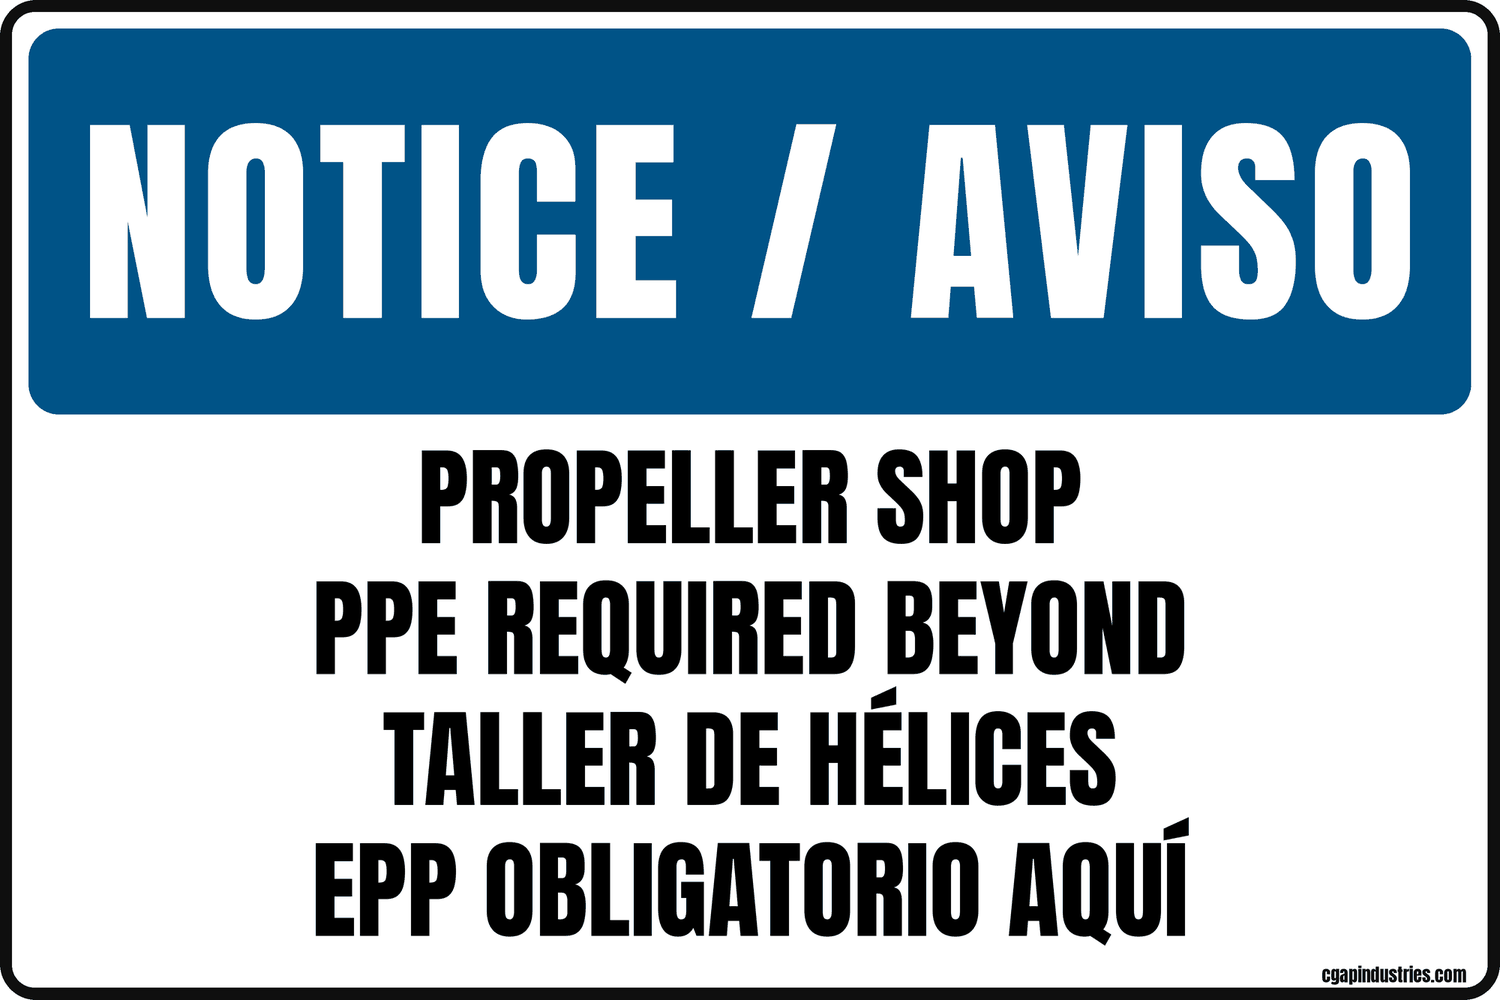 NOTICE / AVISO
PROPELLER SHOP
PPE REQUIRED BEYOND
TALLER DE HÉLICES
EPP OBLIGATORIO AQUÍ
cgapindustries.com